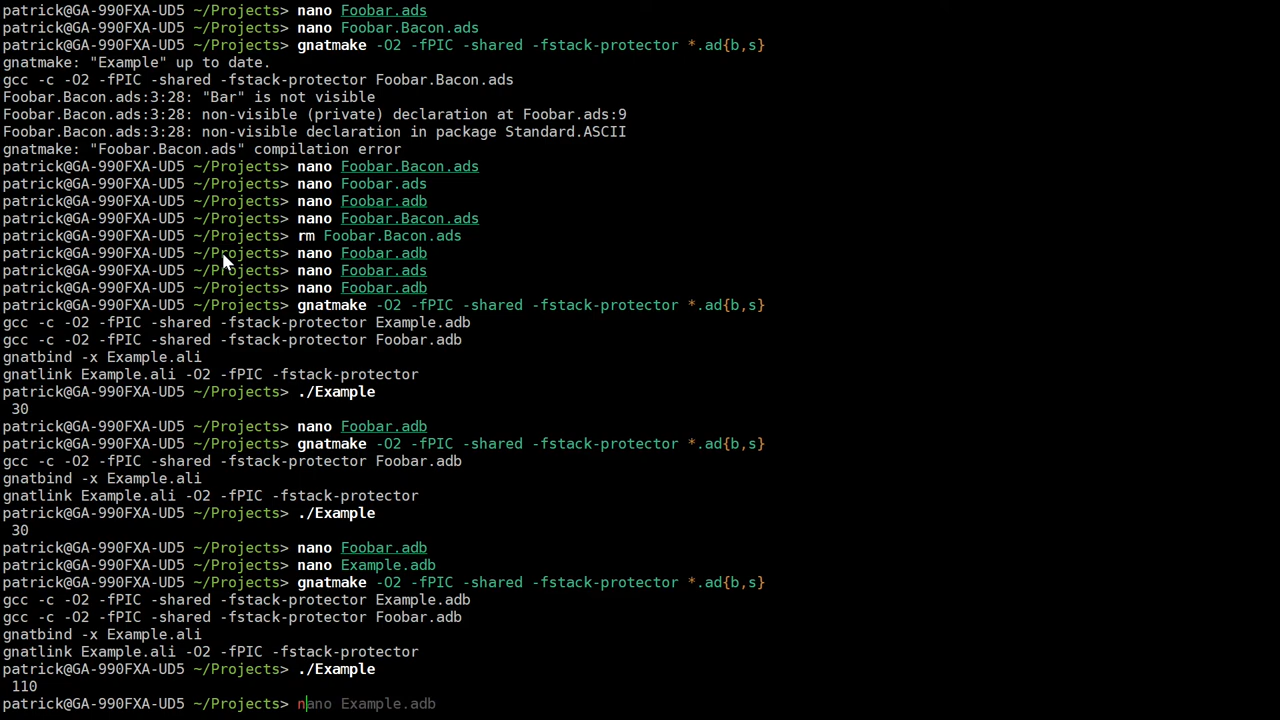 patrick@GA-990FXA-UD5 ~/Projects> nano Foobar.ads
patrick@GA-990FXA-UD5 ~/Projects> nano Foobar.Bacon.ads
patrick@GA-990FXA-UD5 ~/Projects> gnatmake -O2 -fPIC -shared -fstack-protector *.ad{b,s}
gnatmake: "Example" up to date.
gcc -c -O2 -fPIC -shared -fstack-protector Foobar.Bacon.ads
Foobar.Bacon.ads:3:28: "Bar" is not visible
Foobar.Bacon.ads:3:28: non-visible (private) declaration at Foobar.ads:9
Foobar.Bacon.ads:3:28: non-visible declaration in package Standard.ASCII
gnatmake: "Foobar.Bacon.ads" compilation error
patrick@GA-990FXA-UD5 ~/Projects> nano Foobar.Bacon.ads
patrick@GA-990FXA-UD5 ~/Projects> nano Foobar.ads
patrick@GA-990FXA-UD5 ~/Projects> nano Foobar.adb
patrick@GA-990FXA-UD5 ~/Projects> nano Foobar.Bacon.ads
patrick@GA-990FXA-UD5 ~/Projects> rm Foobar.Bacon.ads
patrick@GA-990FXA-UD5 ~/Projects> nano Foobar.adb
patrick@GA-990FXA-UD5 ~/Projects> nano Foobar.ads
patrick@GA-990FXA-UD5 ~/Projects> nano Foobar.adb
patrick@GA-990FXA-UD5 ~/Projects> gnatmake -O2 -fPIC -shared -fstack-protector *.ad{b,s}
gcc -c -O2 -fPIC -shared -fstack-protector Example.adb
gcc -c -O2 -fPIC -shared -fstack-protector Foobar.adb
gnatbind -x Example.ali
gnatlink Example.ali -O2 -fPIC -fstack-protector
patrick@GA-990FXA-UD5 ~/Projects> ./Example
30
patrick@GA-990FXA-UD5 ~/Projects> nano Foobar.adb
patrick@GA-990FXA-UD5 ~/Projects> gnatmake -O2 -fPIC -shared -fstack-protector *.ad{b,s}
gcc -c -O2 -fPIC -shared -fstack-protector Foobar.adb
gnatbind -x Example.ali
gnatlink Example.ali -O2 -fPIC -fstack-protector
patrick@GA-990FXA-UD5 ~/Projects> ./Example
30
patrick@GA-990FXA-UD5 ~/Projects> nano Foobar.adb
patrick@GA-990FXA-UD5 ~/Projects> nano Example.adb
patrick@GA-990FXA-UD5 ~/Projects> gnatmake -O2 -fPIC -shared -fstack-protector *.ad{b,s}
gcc -c -O2 -fPIC -shared -fstack-protector Example.adb
gcc -c -O2 -fPIC -shared -fstack-protector Foobar.adb
gnatbind -x Example.ali
gnatlink Example.ali -O2 -fPIC -fstack-protector
patrick@GA-990FXA-UD5 ~/Projects> ./Example
110
patrick@GA-990FXA-UD5 ~/Projects> nano Example.adb